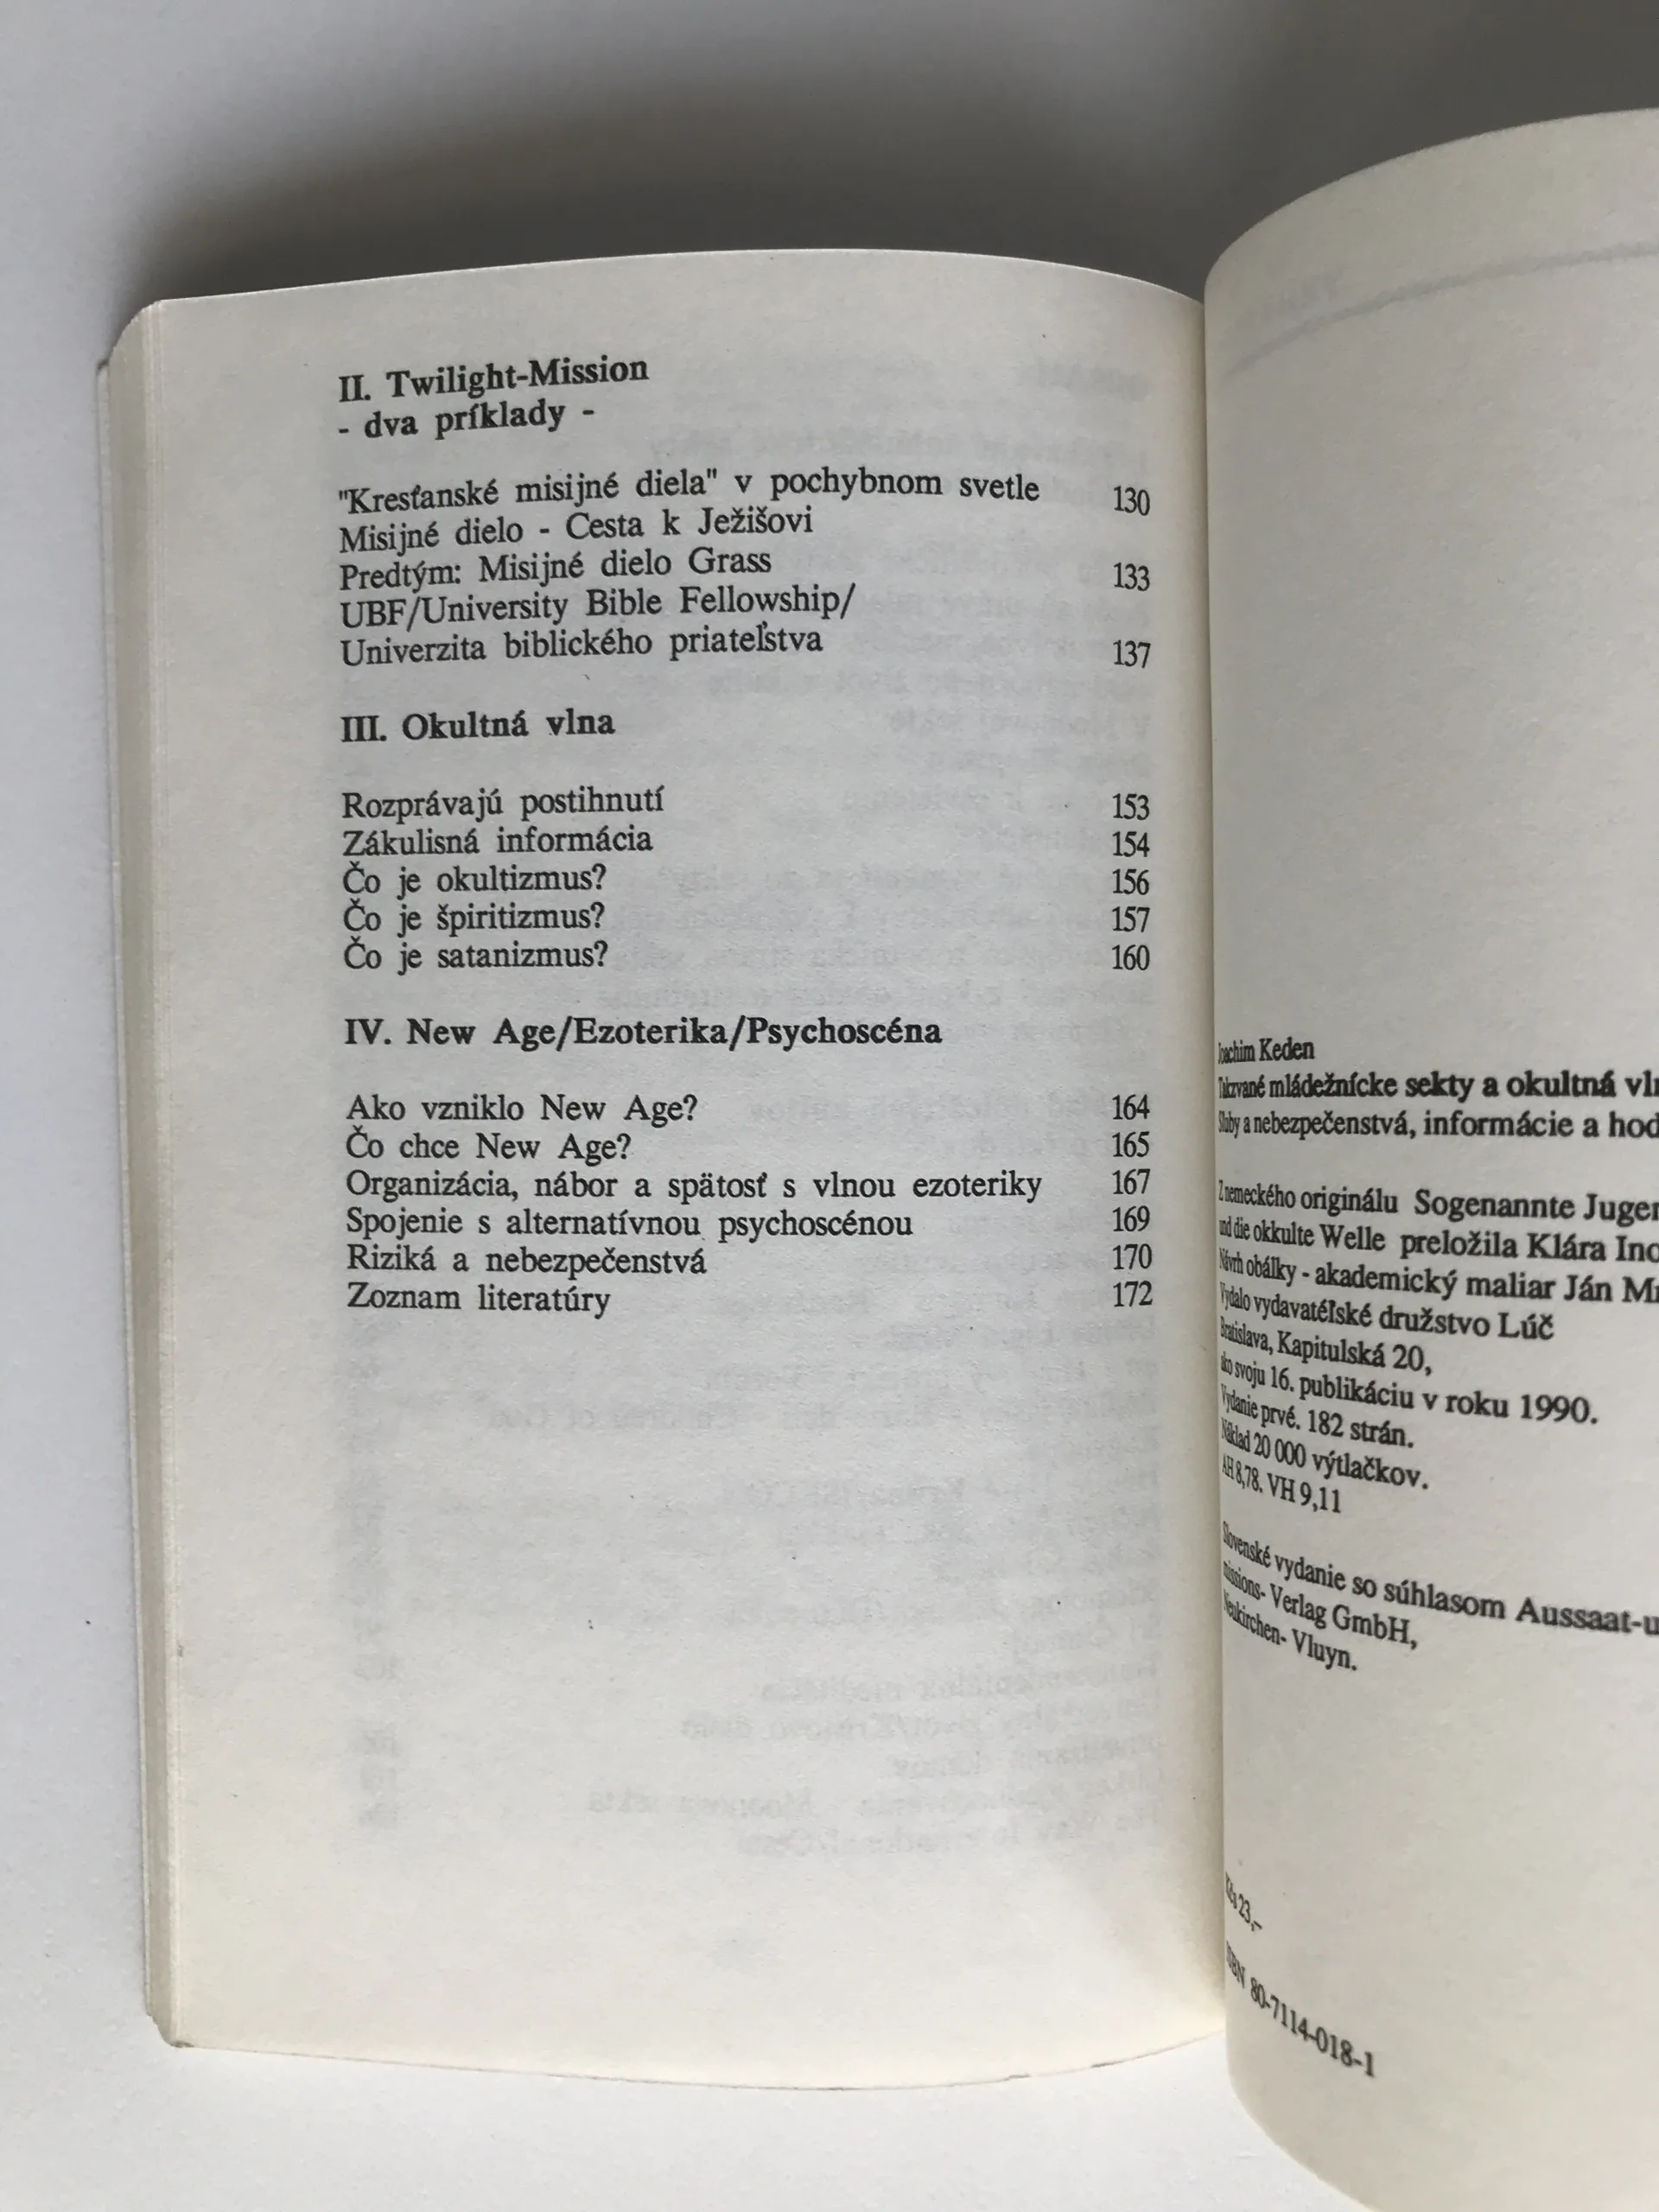 II. Twilight-Mission
- dva príklady -
"Kresťanské misijné diela" v pochybnom svetle 130
Misijné dielo - Cesta k Ježišovi
Predtým: Misijné dielo Grass 133
UBF/University Bible Fellowship/
Univerzita biblického priateľstva 137
III. Okultná vlna
Rozprávajú postihnutí 153
Zákulisná informácia 154
Čo je okultizmus? 156
Čo je špiritizmus? 157
Čo je satanizmus? 160
IV. New Age/Ezoterika/Psychoscéna
Ako vzniklo New Age? 164
Čo chce New Age? 165
Organizácia, nábor a spätosť s vlnou ezoteriky 167
Spojenie s alternatívnou psychoscénou 169
Riziká a nebezpečenstvá 170
Zoznam literatúry 172
Joachim Keden
Takzvané mládežnícke sekty a okultná
Sľuby a nebezpečenstvá, informácie a
Z nemeckého originálu Sogenannte
und die okkulte Welle preložila Klára
Návrh obálky - akademický maliar Ján
Vydalo vydavatéľské družstvo Lúč
Bratislava, Kapitulská 20,
ako svoju 16. publikáciu v roku 1990.
Vydanie prvé. 182 strán.
Náklad 20 000 výtlačkov.
AH 8,78. VH 9,11
Slovenské vydanie so súhlasom Aussaat-
missions- Verlag GmbH,
Neukirchen- Vluyn.
Kčs 23,-
ISBN 80-7114-018-1